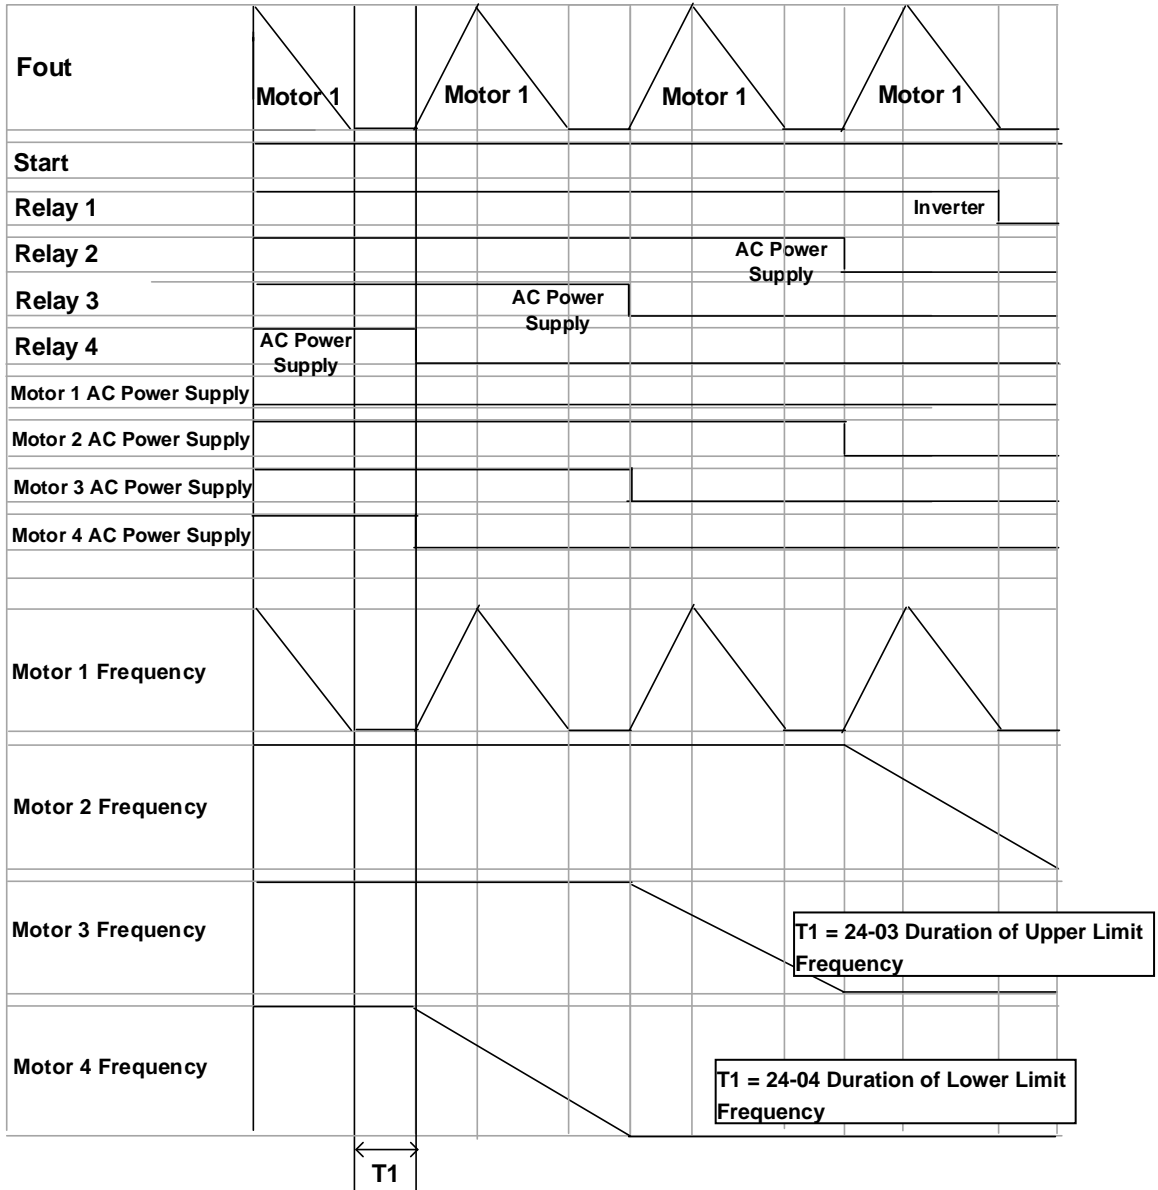 Fout
Motor 1
Motor 1
Motor 1
Motor 1
Start
Relay 1
Inverter
Relay 2
AC Power
Supply
Relay 3
AC Power
Supply
Relay 4
AC Power
Supply
Motor 1 AC Power Supply
Motor 2 AC Power Supply
Motor 3 AC Power Supply
Motor 4 AC Power Supply
Motor 1 Frequency
Motor 2 Frequency
Motor 3 Frequency
T1 = 24-03 Duration of Upper Limit
Frequency
Motor 4 Frequency
T1 = 24-04 Duration of Lower Limit
Frequency
T1